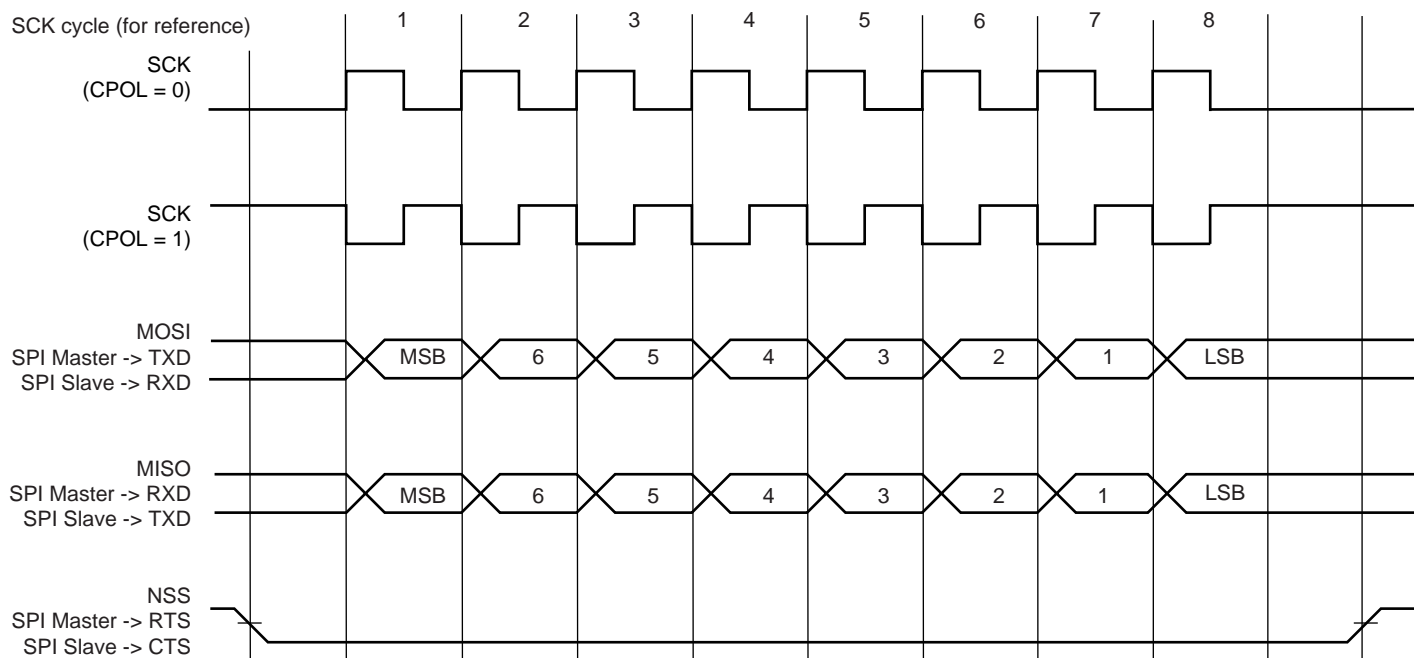 SCK cycle (for reference)
1 2 3 4 5 6 7 8
SCK
(CPOL = 0)
SCK
(CPOL = 1)
MOSI
SPI Master -> TXD
SPI Slave -> RXD
MSB 6 5 4 3 2 1 LSB
MISO
SPI Master -> RXD
SPI Slave -> TXD
MSB 6 5 4 3 2 1 LSB
NSS
SPI Master -> RTS
SPI Slave -> CTS